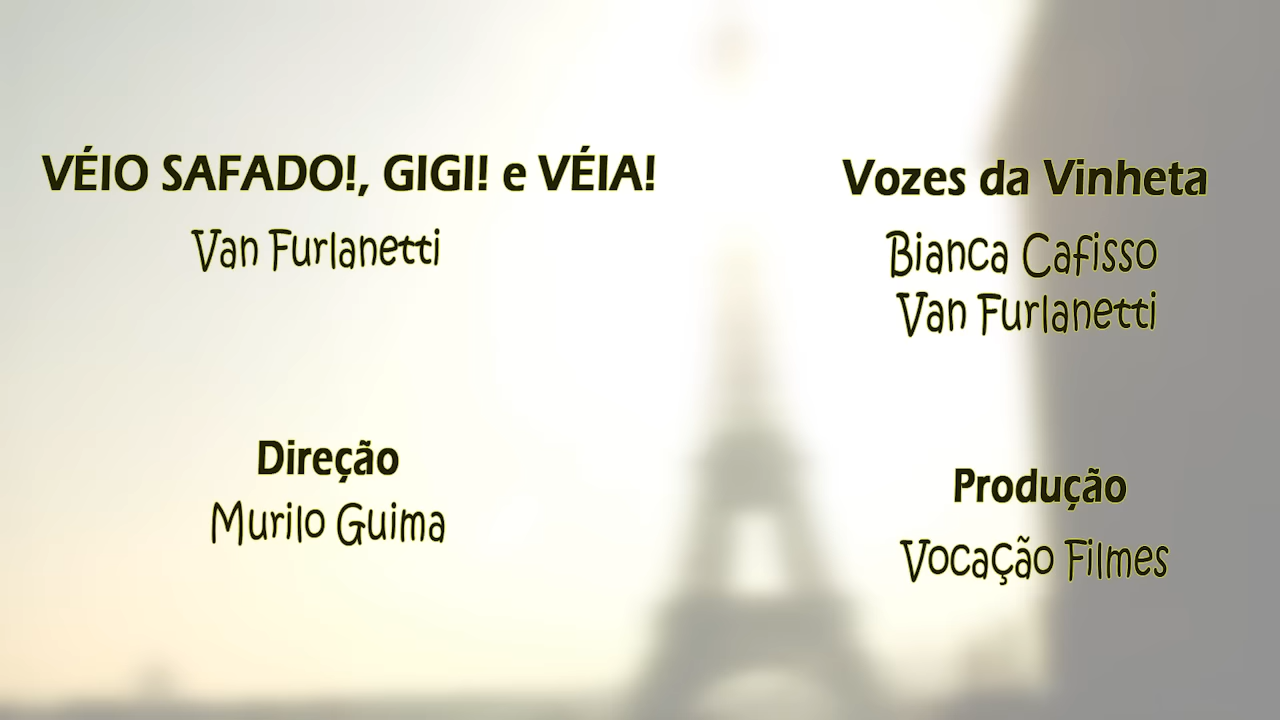 VÉIO SAFADO!, GIGI! e VÉIA!
Van Furlanetti
Direção
Murilo Guima
Vozes da Vinheta
Bianca Cafisso
Van Furlanetti
Produção
Vocação Filmes